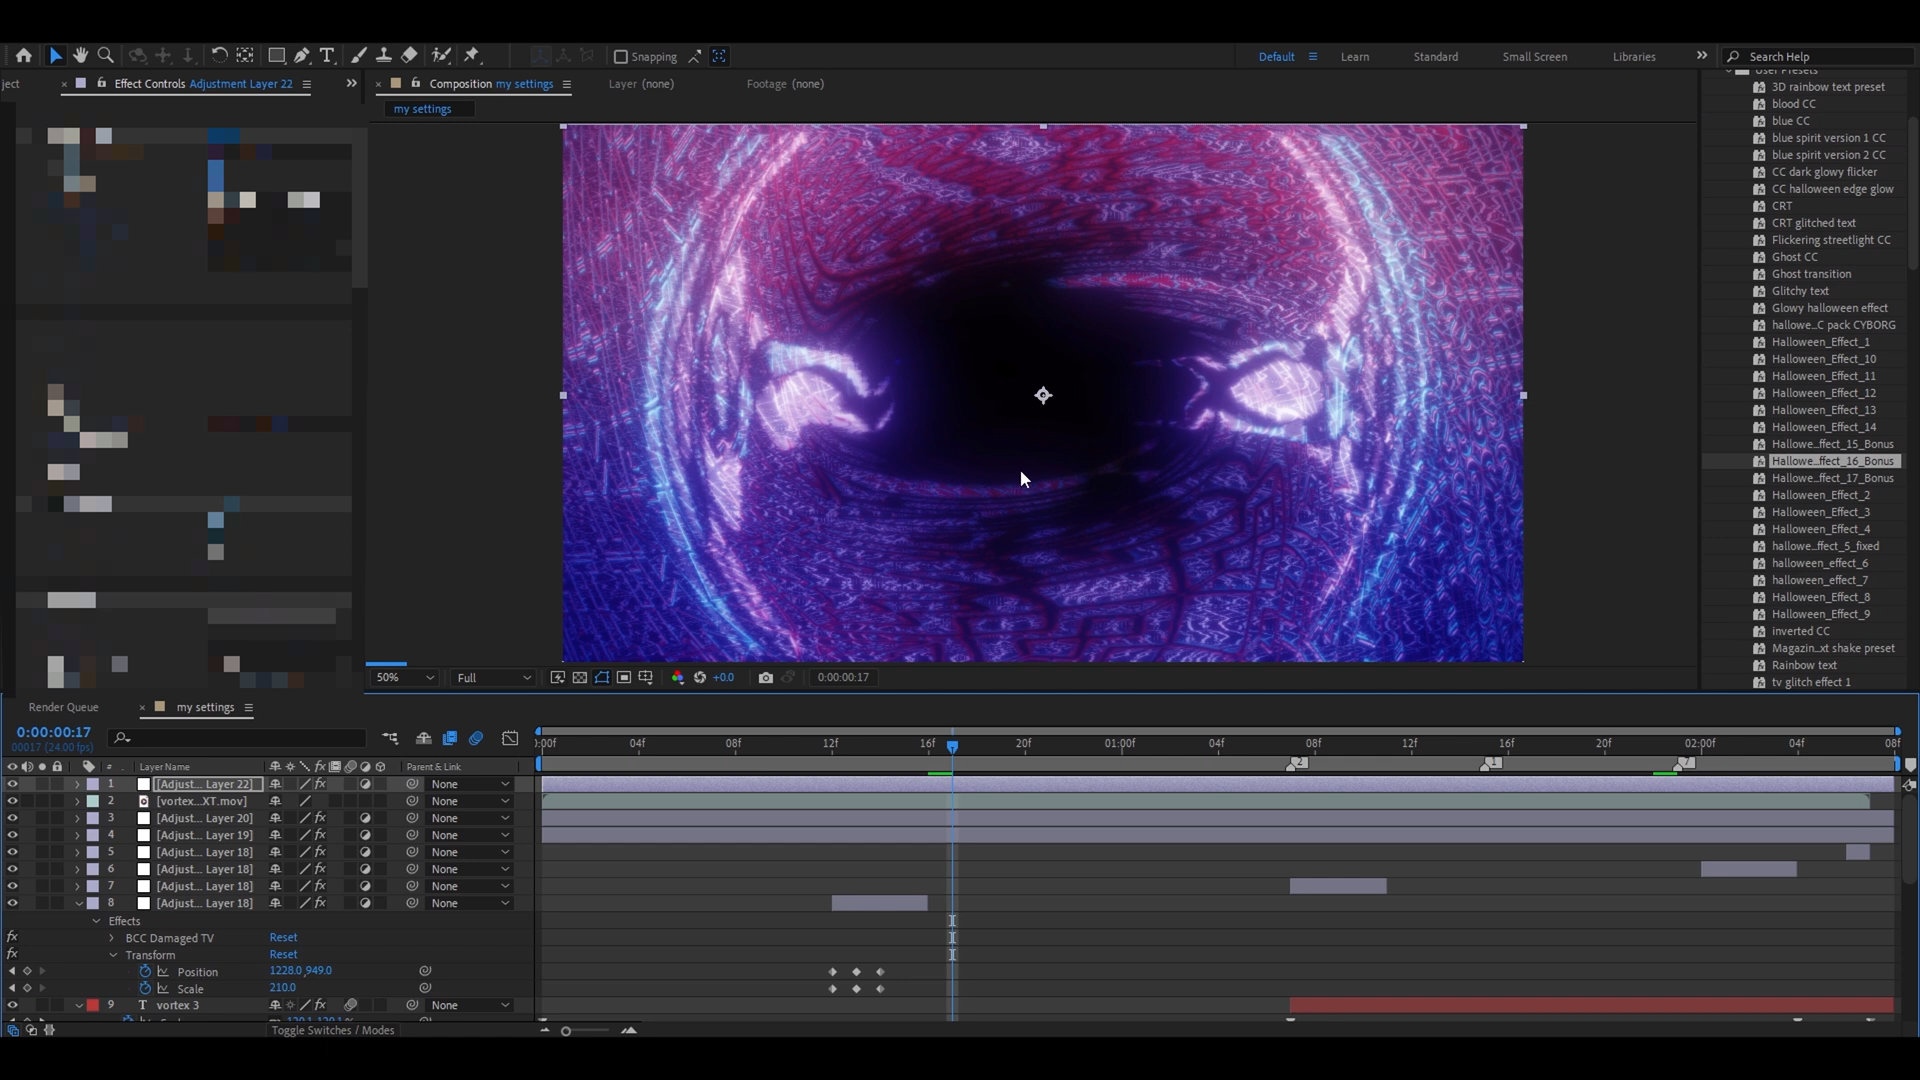 Snapping
Default
Learn
Standard
Small Screen
Libraries
Search Help
ject
Effect Controls Adjustment Layer 22
Composition my settings
Layer (none)
Footage (none)
my settings
User Presets
3D rainbow text preset
blood CC
blue CC
blue spirit version 1 CC
blue spirit version 2 CC
CC dark glowy flicker
CC halloween edge glow
CRT
CRT glitched text
Flickering streetlight CC
Ghost CC
Ghost transition
Glitchy text
Glowy halloween effect
hallowe...C pack CYBORG
Halloween_Effect_1
Halloween_Effect_10
Halloween_Effect_11
Halloween_Effect_12
Halloween_Effect_13
Halloween_Effect_14
Hallowe...ffect_15_Bonus
Hallowe...ffect_16_Bonus
Hallowe...ffect_17_Bonus
Halloween_Effect_2
Halloween_Effect_3
Halloween_Effect_4
hallowe...ffect_5_fixed
halloween_effect_6
halloween_effect_7
Halloween_Effect_8
Halloween_Effect_9
inverted CC
Magazin...xt shake preset
Rainbow text
tv glitch effect 1
50%
Full
+0.0
0:00:00:17
Render Queue
my settings
0:00:00:17
00017 (24.00 fps)
:00f 04f 08f 12f 16f 20f 01:00f 04f 08f 12f 16f 20f 02:00f 04f 08f
# Layer Name
Parent & Link
2 1 7
1 [Adjust... Layer 22] None
2 [vortex...XT.mov] None
3 [Adjust... Layer 20] None
4 [Adjust... Layer 19] None
5 [Adjust... Layer 18] None
6 [Adjust... Layer 18] None
7 [Adjust... Layer 18] None
8 [Adjust... Layer 18] None
Effects
BCC Damaged TV Reset
Transform Reset
Position 1228.0,949.0
Scale 210.0
9 T vortex 3 None
Toggle Switches / Modes